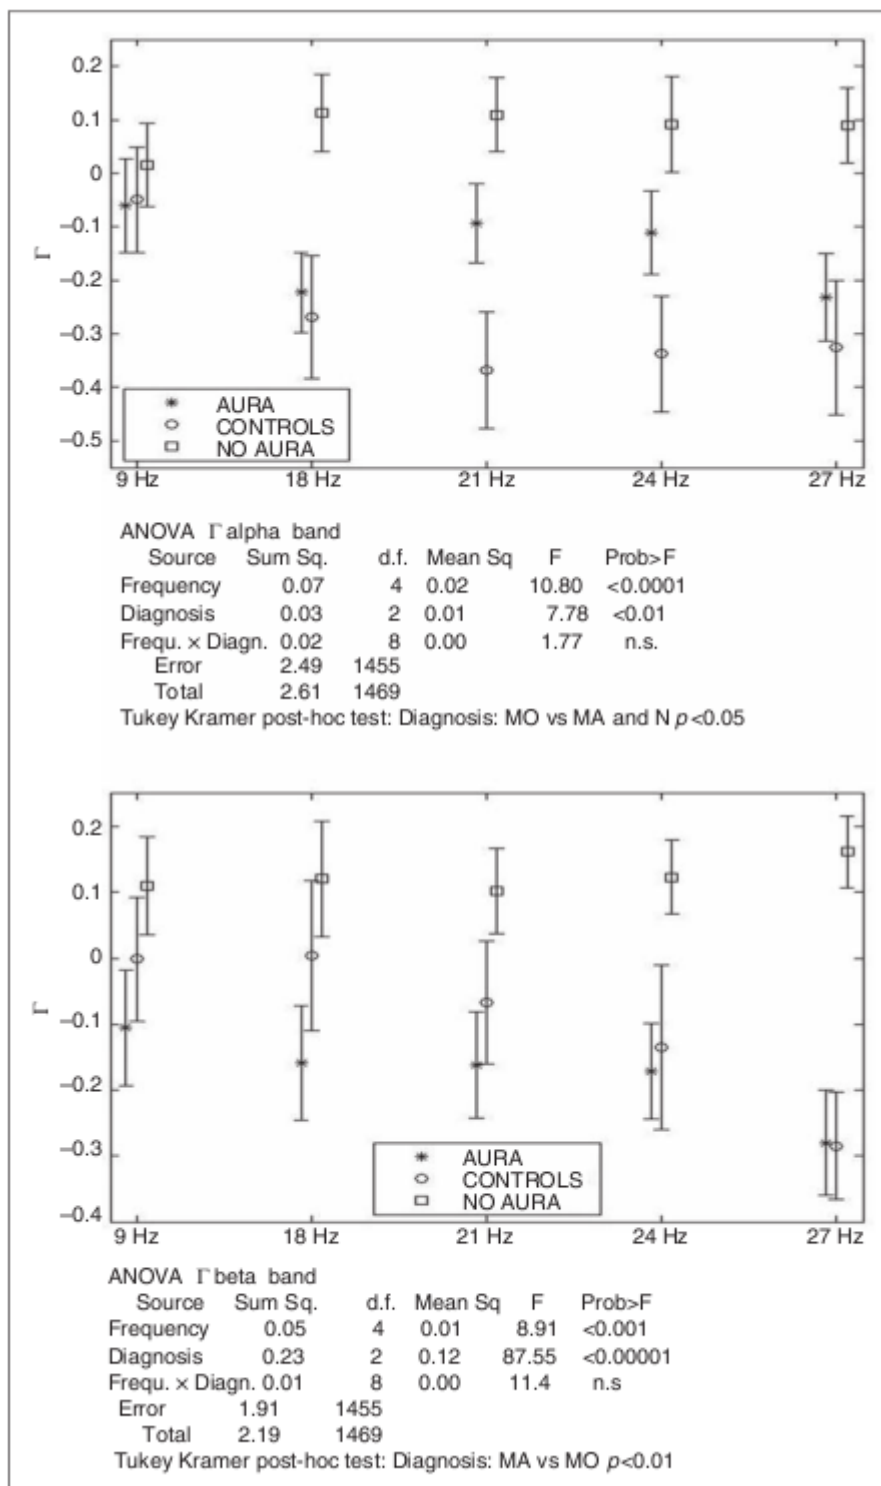 0.2
0.1
0
−0.1
−0.2
−0.3
−0.4
−0.5
Γ
AURA
CONTROLS
NO AURA
9 Hz 18 Hz 21 Hz 24 Hz 27 Hz
ANOVA Γ alpha band
Source Sum Sq. d.f. Mean Sq F Prob>F
Frequency 0.07 4 0.02 10.80 <0.0001
Diagnosis 0.03 2 0.01 7.78 <0.01
Frequ. × Diagn. 0.02 8 0.00 1.77 n.s.
Error 2.49 1455
Total 2.61 1469
Tukey Kramer post-hoc test: Diagnosis: MO vs MA and N p<0.05
0.2
0.1
0
−0.1
−0.2
−0.3
−0.4
Γ
AURA
CONTROLS
NO AURA
9 Hz 18 Hz 21 Hz 24 Hz 27 Hz
ANOVA Γ beta band
Source Sum Sq. d.f. Mean Sq F Prob>F
Frequency 0.05 4 0.01 8.91 <0.001
Diagnosis 0.23 2 0.12 87.55 <0.00001
Frequ. × Diagn. 0.01 8 0.00 11.4 n.s
Error 1.91 1455
Total 2.19 1469
Tukey Kramer post-hoc test: Diagnosis: MA vs MO p<0.01